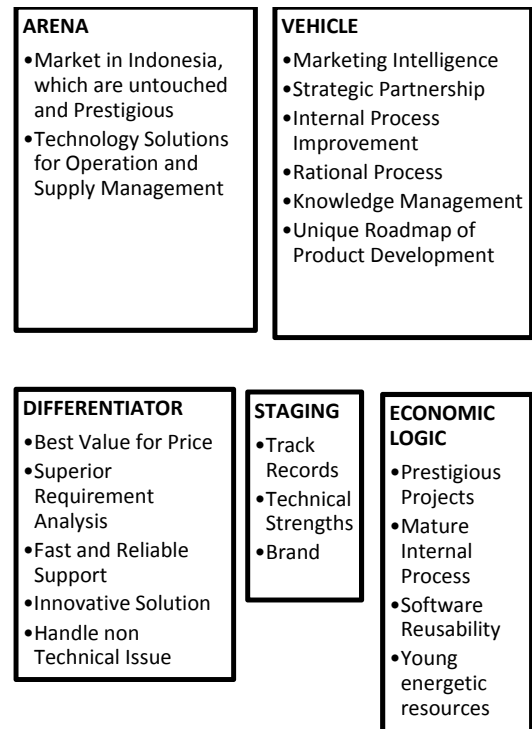 ARENA
•Market in Indonesia,
which are untouched
and Prestigious
•Technology Solutions
for Operation and
Supply Management
VEHICLE
•Marketing Intelligence
•Strategic Partnership
•Internal Process
Improvement
•Rational Process
•Knowledge Management
•Unique Roadmap of
Product Development
DIFFERENTIATOR
•Best Value for Price
•Superior
Requirement
Analysis
•Fast and Reliable
Support
•Innovative Solution
•Handle non
Technical Issue
STAGING
•Track
Records
•Technical
Strengths
•Brand
ECONOMIC
LOGIC
•Prestigious
Projects
•Mature
Internal
Process
•Software
Reusability
•Young
energetic
resources